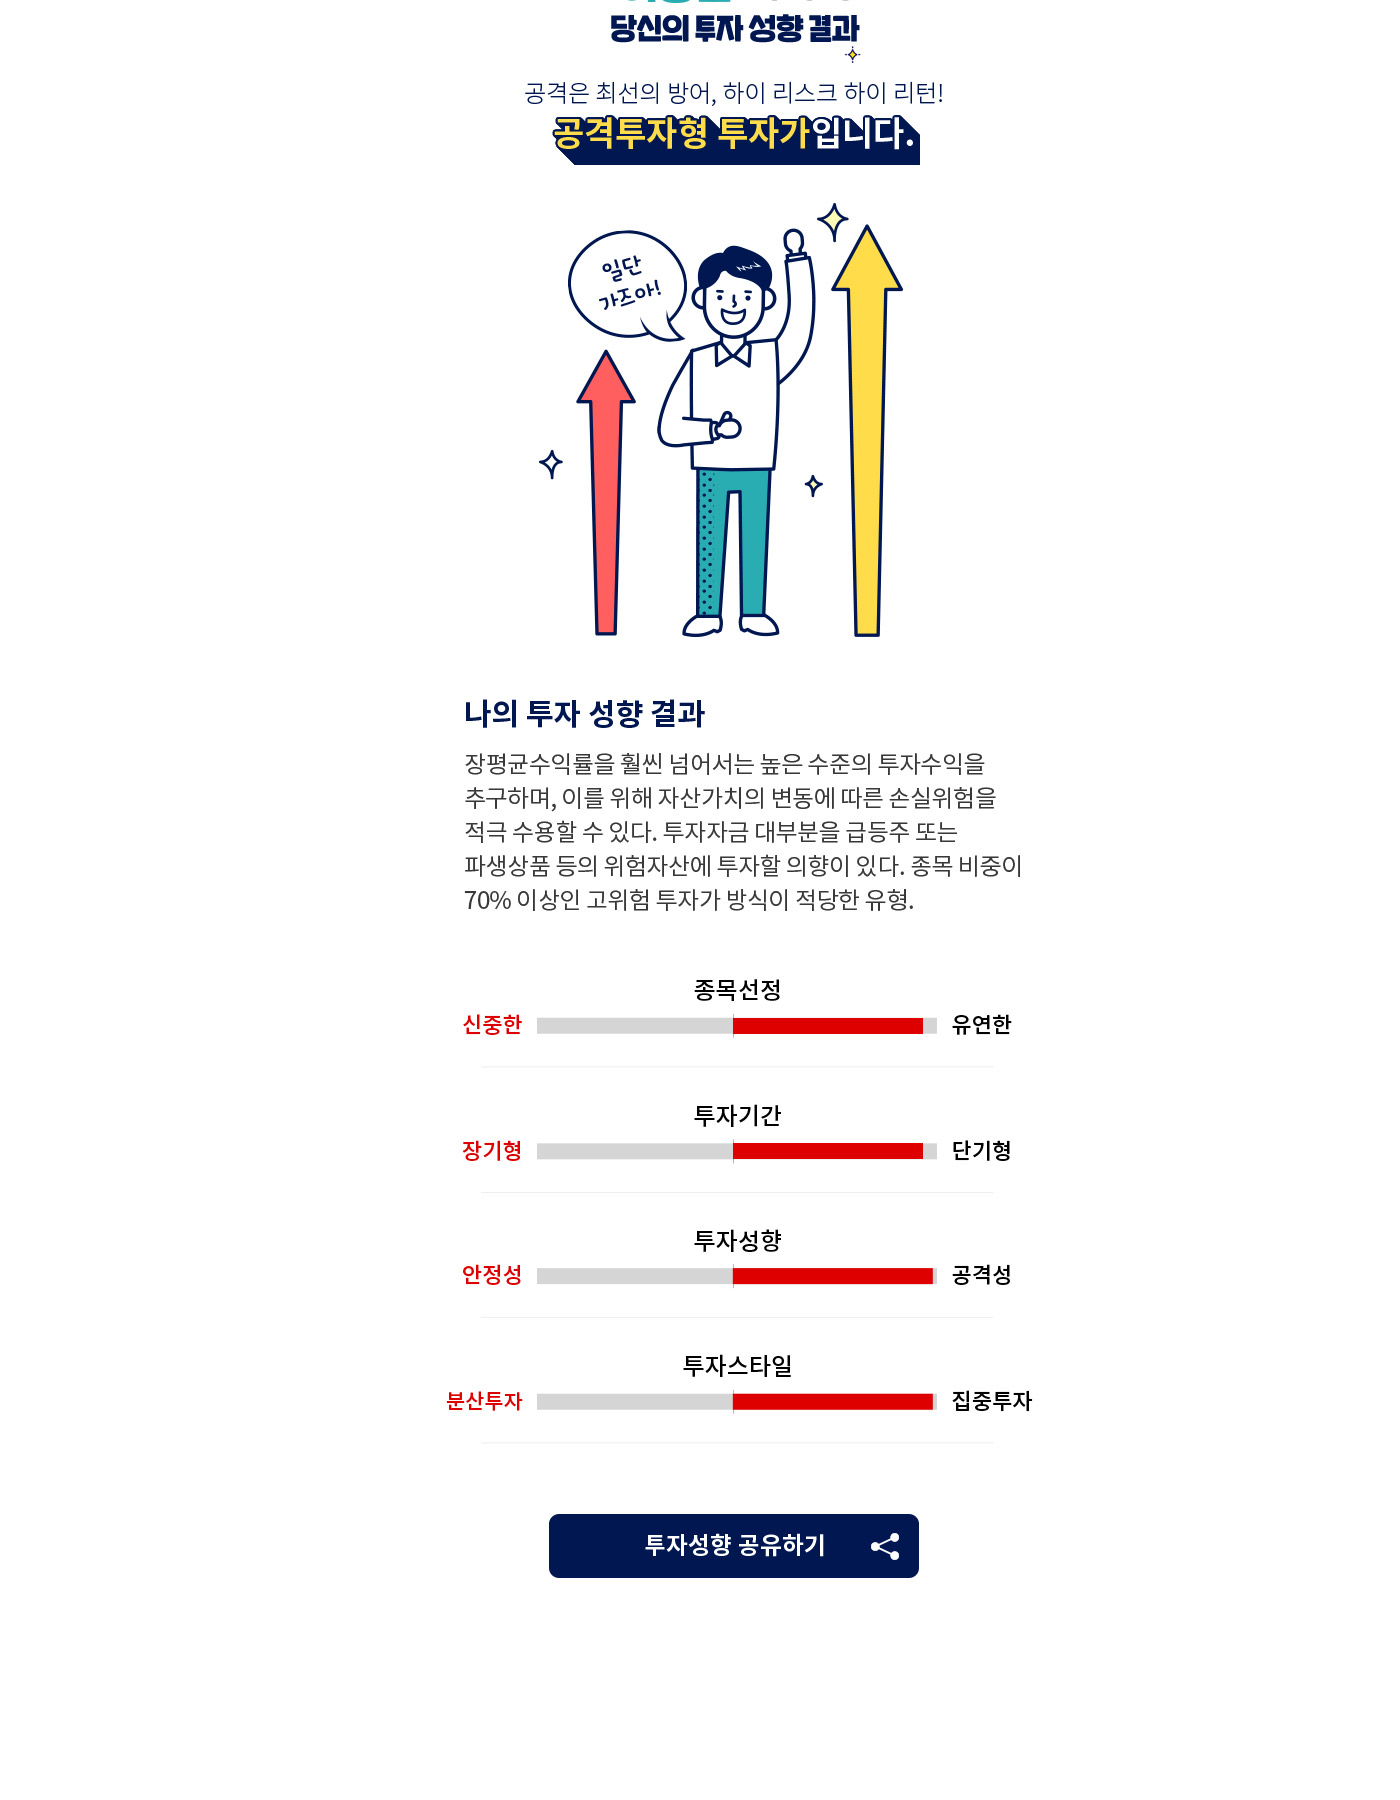 당신의 투자 성향 결과
공격은 최선의 방어, 하이 리스크 하이 리턴!
공격투자형 투자가입니다.
일단
가즈아!
나의 투자 성향 결과
장평균수익률을 훨씬 넘어서는 높은 수준의 투자수익을
추구하며, 이를 위해 자산가치의 변동에 따른 손실위험을
적극 수용할 수 있다. 투자자금 대부분을 급등주 또는
파생상품 등의 위험자산에 투자할 의향이 있다. 종목 비중이
70% 이상인 고위험 투자가 방식이 적당한 유형.
종목선정
신중한 유연한
투자기간
장기형 단기형
투자성향
안정성 공격성
투자스타일
분산투자 집중투자
투자성향 공유하기